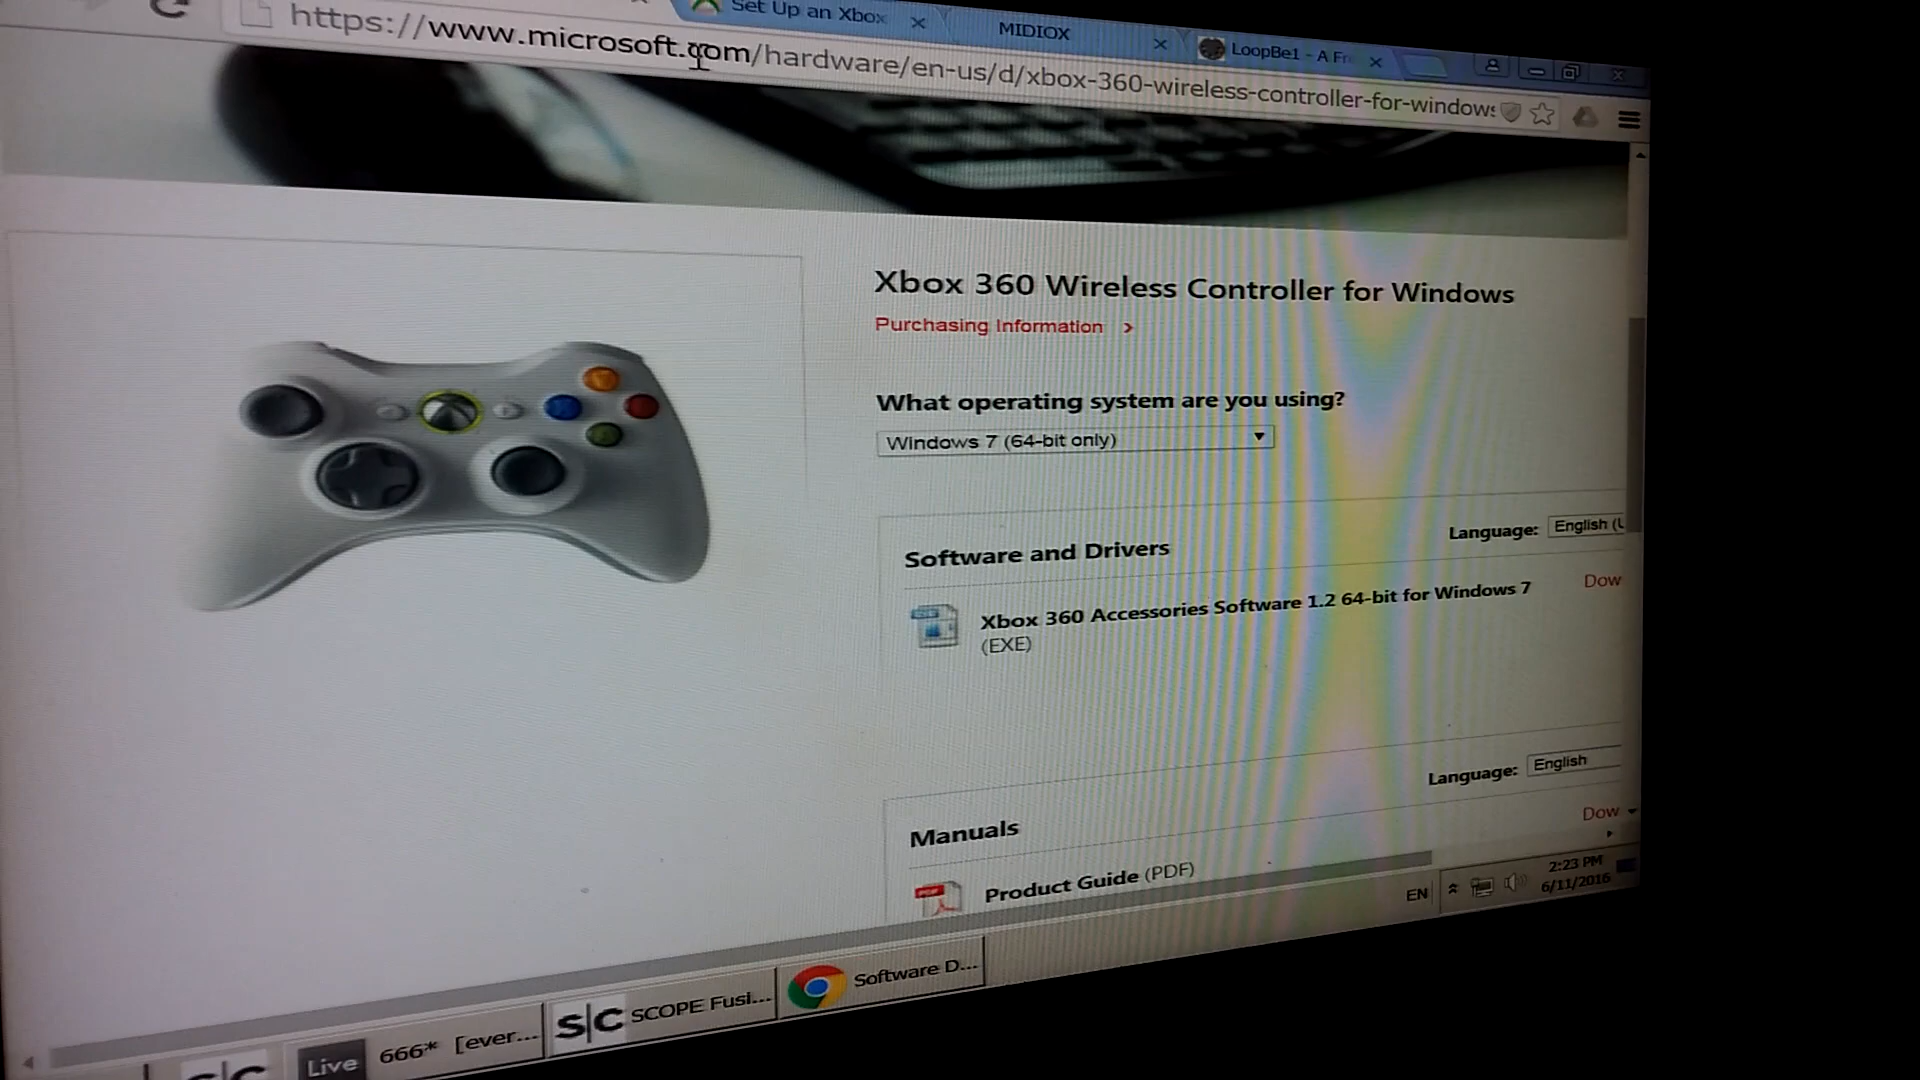 Set Up an Xbox
MIDIOX
LoopBe1 - A Fr
https://www.microsoft.com/hardware/en-us/d/xbox-360-wireless-controller-for-windows
Xbox 360 Wireless Controller for Windows
Purchasing Information >
What operating system are you using?
Windows 7 (64-bit only)
Language: English (U
Software and Drivers
Xbox 360 Accessories Software 1.2 64-bit for Windows 7
(EXE)
Dow
Language: English
Manuals
Dow
Product Guide (PDF)
EN
2:23 PM
6/11/2016
Live 666* [ever...
S|C SCOPE Fusi...
Software D...